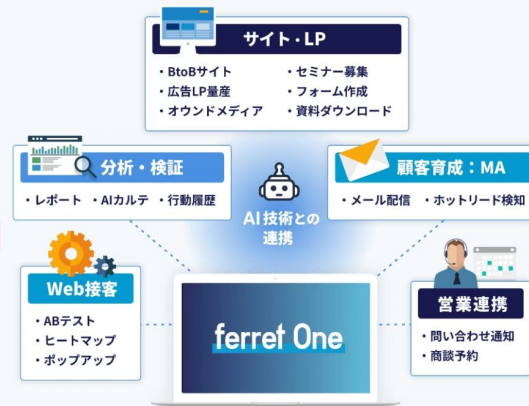 サイト・LP
・BtoBサイト ・セミナー募集
・広告LP量産 ・フォーム作成
・オウンドメディア ・資料ダウンロード
分析・検証
・レポート ・AIカルテ ・行動履歴
顧客育成：MA
・メール配信 ・ホットリード検知
AI技術との
連携
Web接客
・ABテスト
・ヒートマップ
・ポップアップ
ferret One
営業連携
・問い合わせ通知
・商談予約